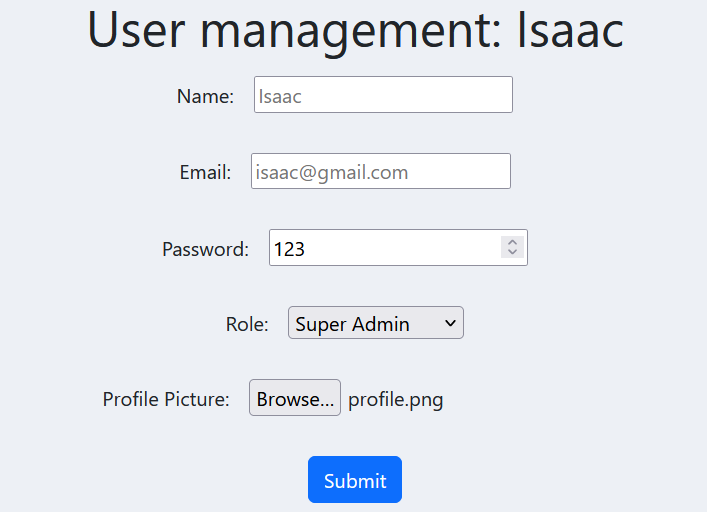 User management: Isaac
Name: Isaac
Email: isaac@gmail.com
Password: 123
Role: Super Admin
Profile Picture: Browse... profile.png
Submit